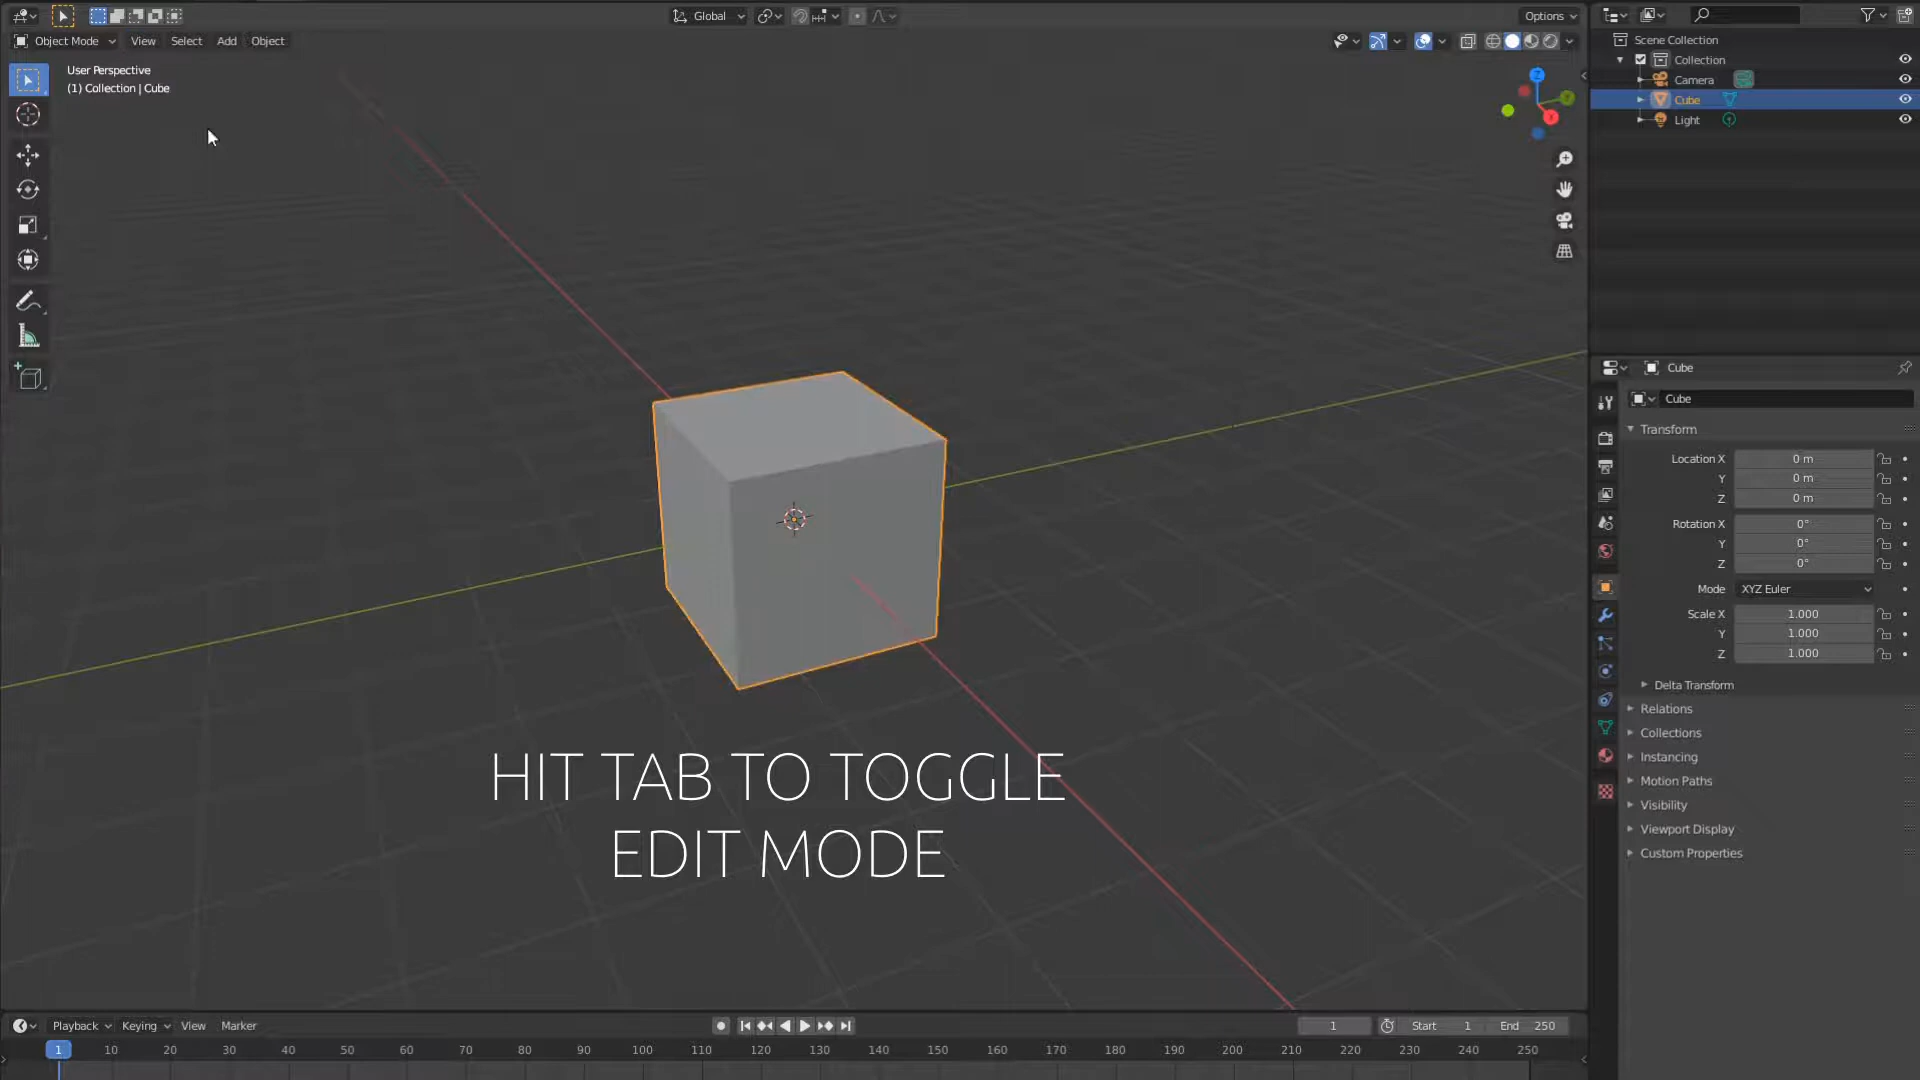 Global
Options
Object Mode
View
Select
Add
Object
User Perspective
(1) Collection | Cube
Z
Y
X
HIT TAB TO TOGGLE
EDIT MODE
Scene Collection
Collection
Camera
Cube
Light
Cube
Cube
Transform
Location X 0 m
Y 0 m
Z 0 m
Rotation X 0°
Y 0°
Z 0°
Mode XYZ Euler
Scale X 1.000
Y 1.000
Z 1.000
Delta Transform
Relations
Collections
Instancing
Motion Paths
Visibility
Viewport Display
Custom Properties
Playback
Keying
View
Marker
1
Start 1
End 250
1 10 20 30 40 50 60 70 80 90 100 110 120 130 140 150 160 170 180 190 200 210 220 230 240 250